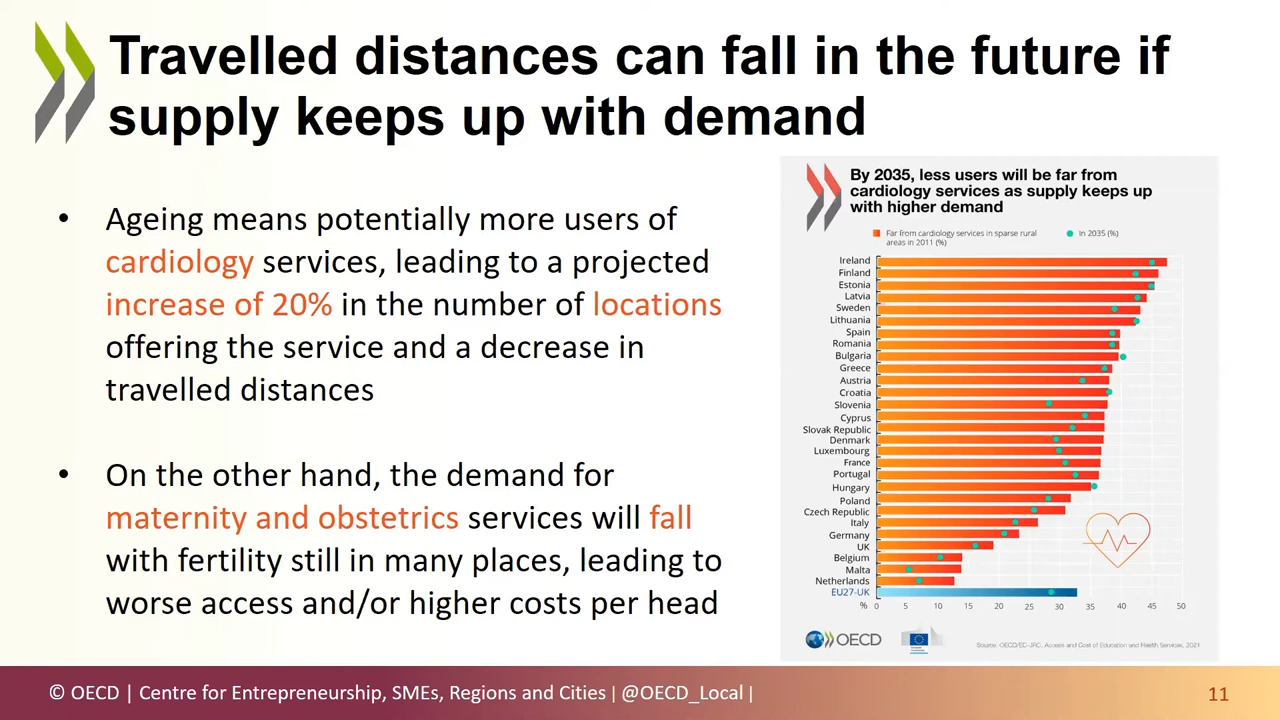 Travelled distances can fall in the future if
supply keeps up with demand
• Ageing means potentially more users of
cardiology services, leading to a projected
increase of 20% in the number of locations
offering the service and a decrease in
travelled distances
• On the other hand, the demand for
maternity and obstetrics services will fall
with fertility still in many places, leading to
worse access and/or higher costs per head
By 2035, less users will be far from
cardiology services as supply keeps up
with higher demand
Far from cardiology services in sparse rural
areas in 2011 (%)
In 2035 (%)
Ireland
Finland
Estonia
Latvia
Sweden
Lithuania
Spain
Romania
Bulgaria
Greece
Austria
Croatia
Slovenia
Cyprus
Slovak Republic
Denmark
Luxembourg
France
Portugal
Hungary
Poland
Czech Republic
Italy
Germany
UK
Belgium
Malta
Netherlands
EU27-UK
% 0 5 10 15 20 25 30 35 40 45 50
OECD
Source: OECD/EC-JRC, Access and Cost of Education and Health Services, 2021
© OECD | Centre for Entrepreneurship, SMEs, Regions and Cities | @OECD_Local |
11